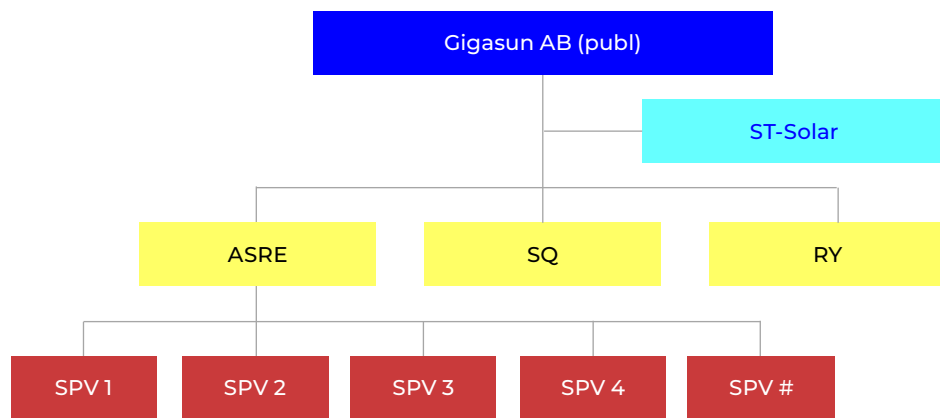 Gigasun AB (publ)
ST-Solar
ASRE
SQ
RY
SPV 1
SPV 2
SPV 3
SPV 4
SPV #